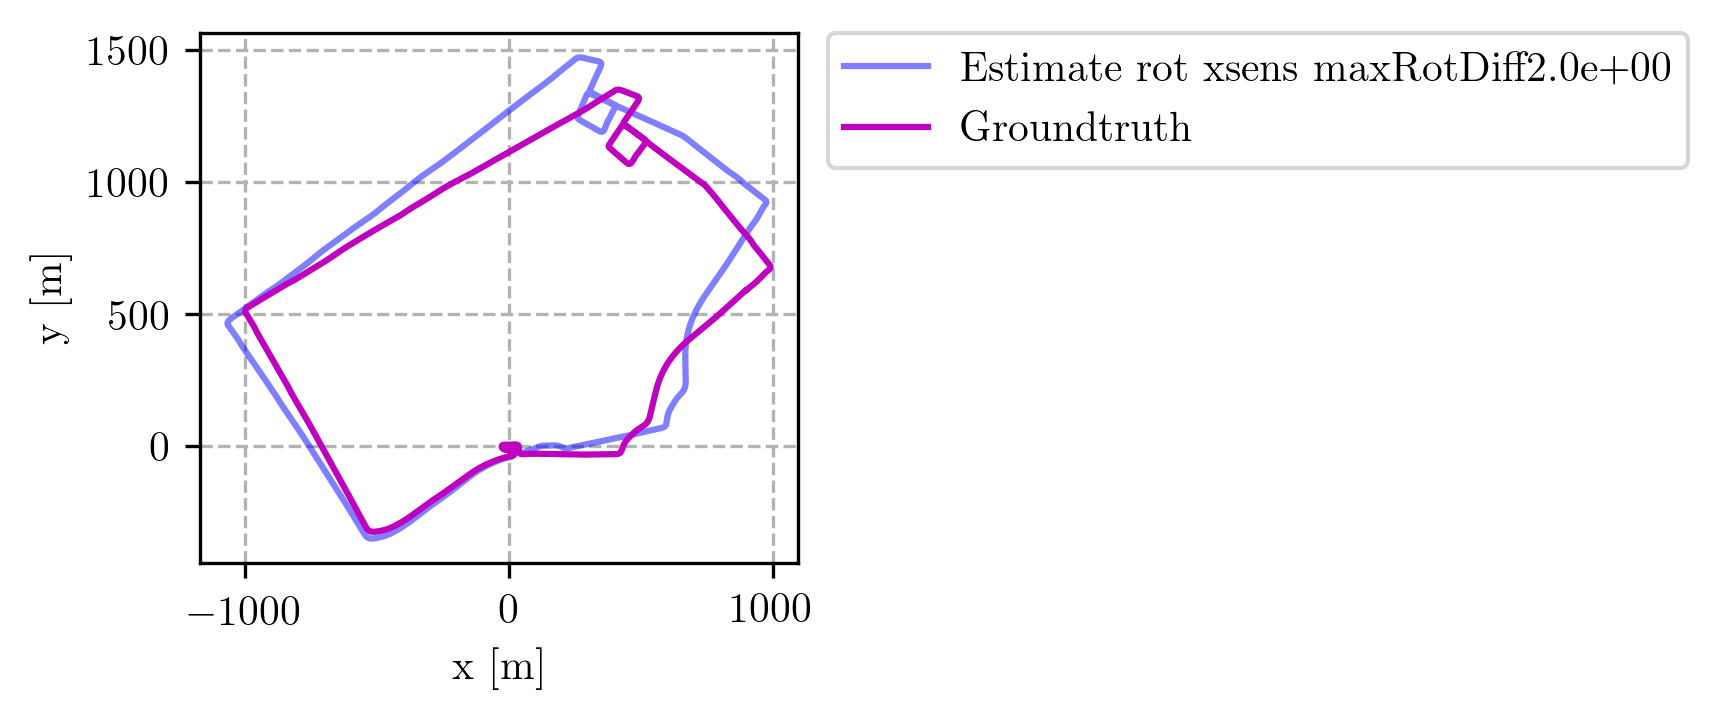 1500
1000
500
0
y [m]
−1000
0
1000
x [m]
Estimate rot xsens maxRotDiff2.0e+00
Groundtruth